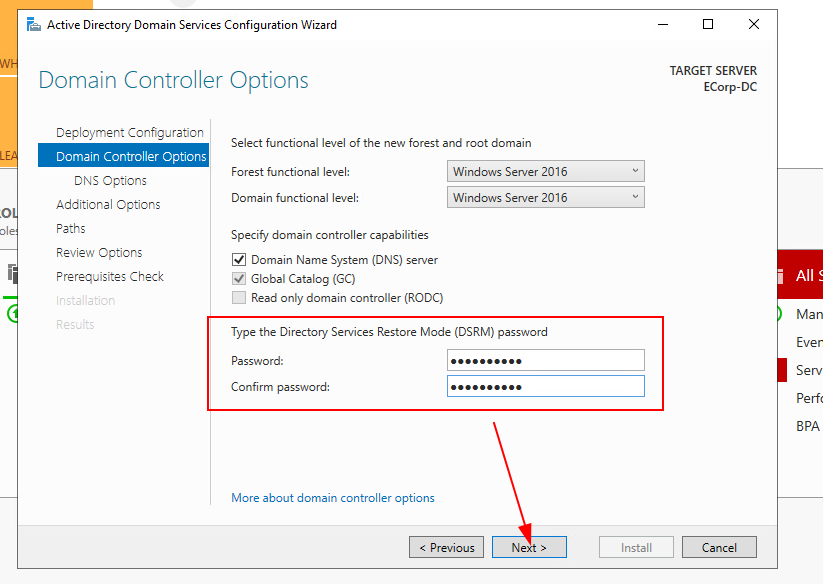 Active Directory Domain Services Configuration Wizard
Domain Controller Options
TARGET SERVER
ECorp-DC
Deployment Configuration
Domain Controller Options
DNS Options
Additional Options
Paths
Review Options
Prerequisites Check
Installation
Results
Select functional level of the new forest and root domain
Forest functional level: Windows Server 2016
Domain functional level: Windows Server 2016
Specify domain controller capabilities
Domain Name System (DNS) server
Global Catalog (GC)
Read only domain controller (RODC)
Type the Directory Services Restore Mode (DSRM) password
Password: ●●●●●●●●●●
Confirm password: ●●●●●●●●●●
More about domain controller options
< Previous
Next >
Install
Cancel
WH
LEA
ROL
oles
All S
Man
Even
Serv
Perfo
BPA